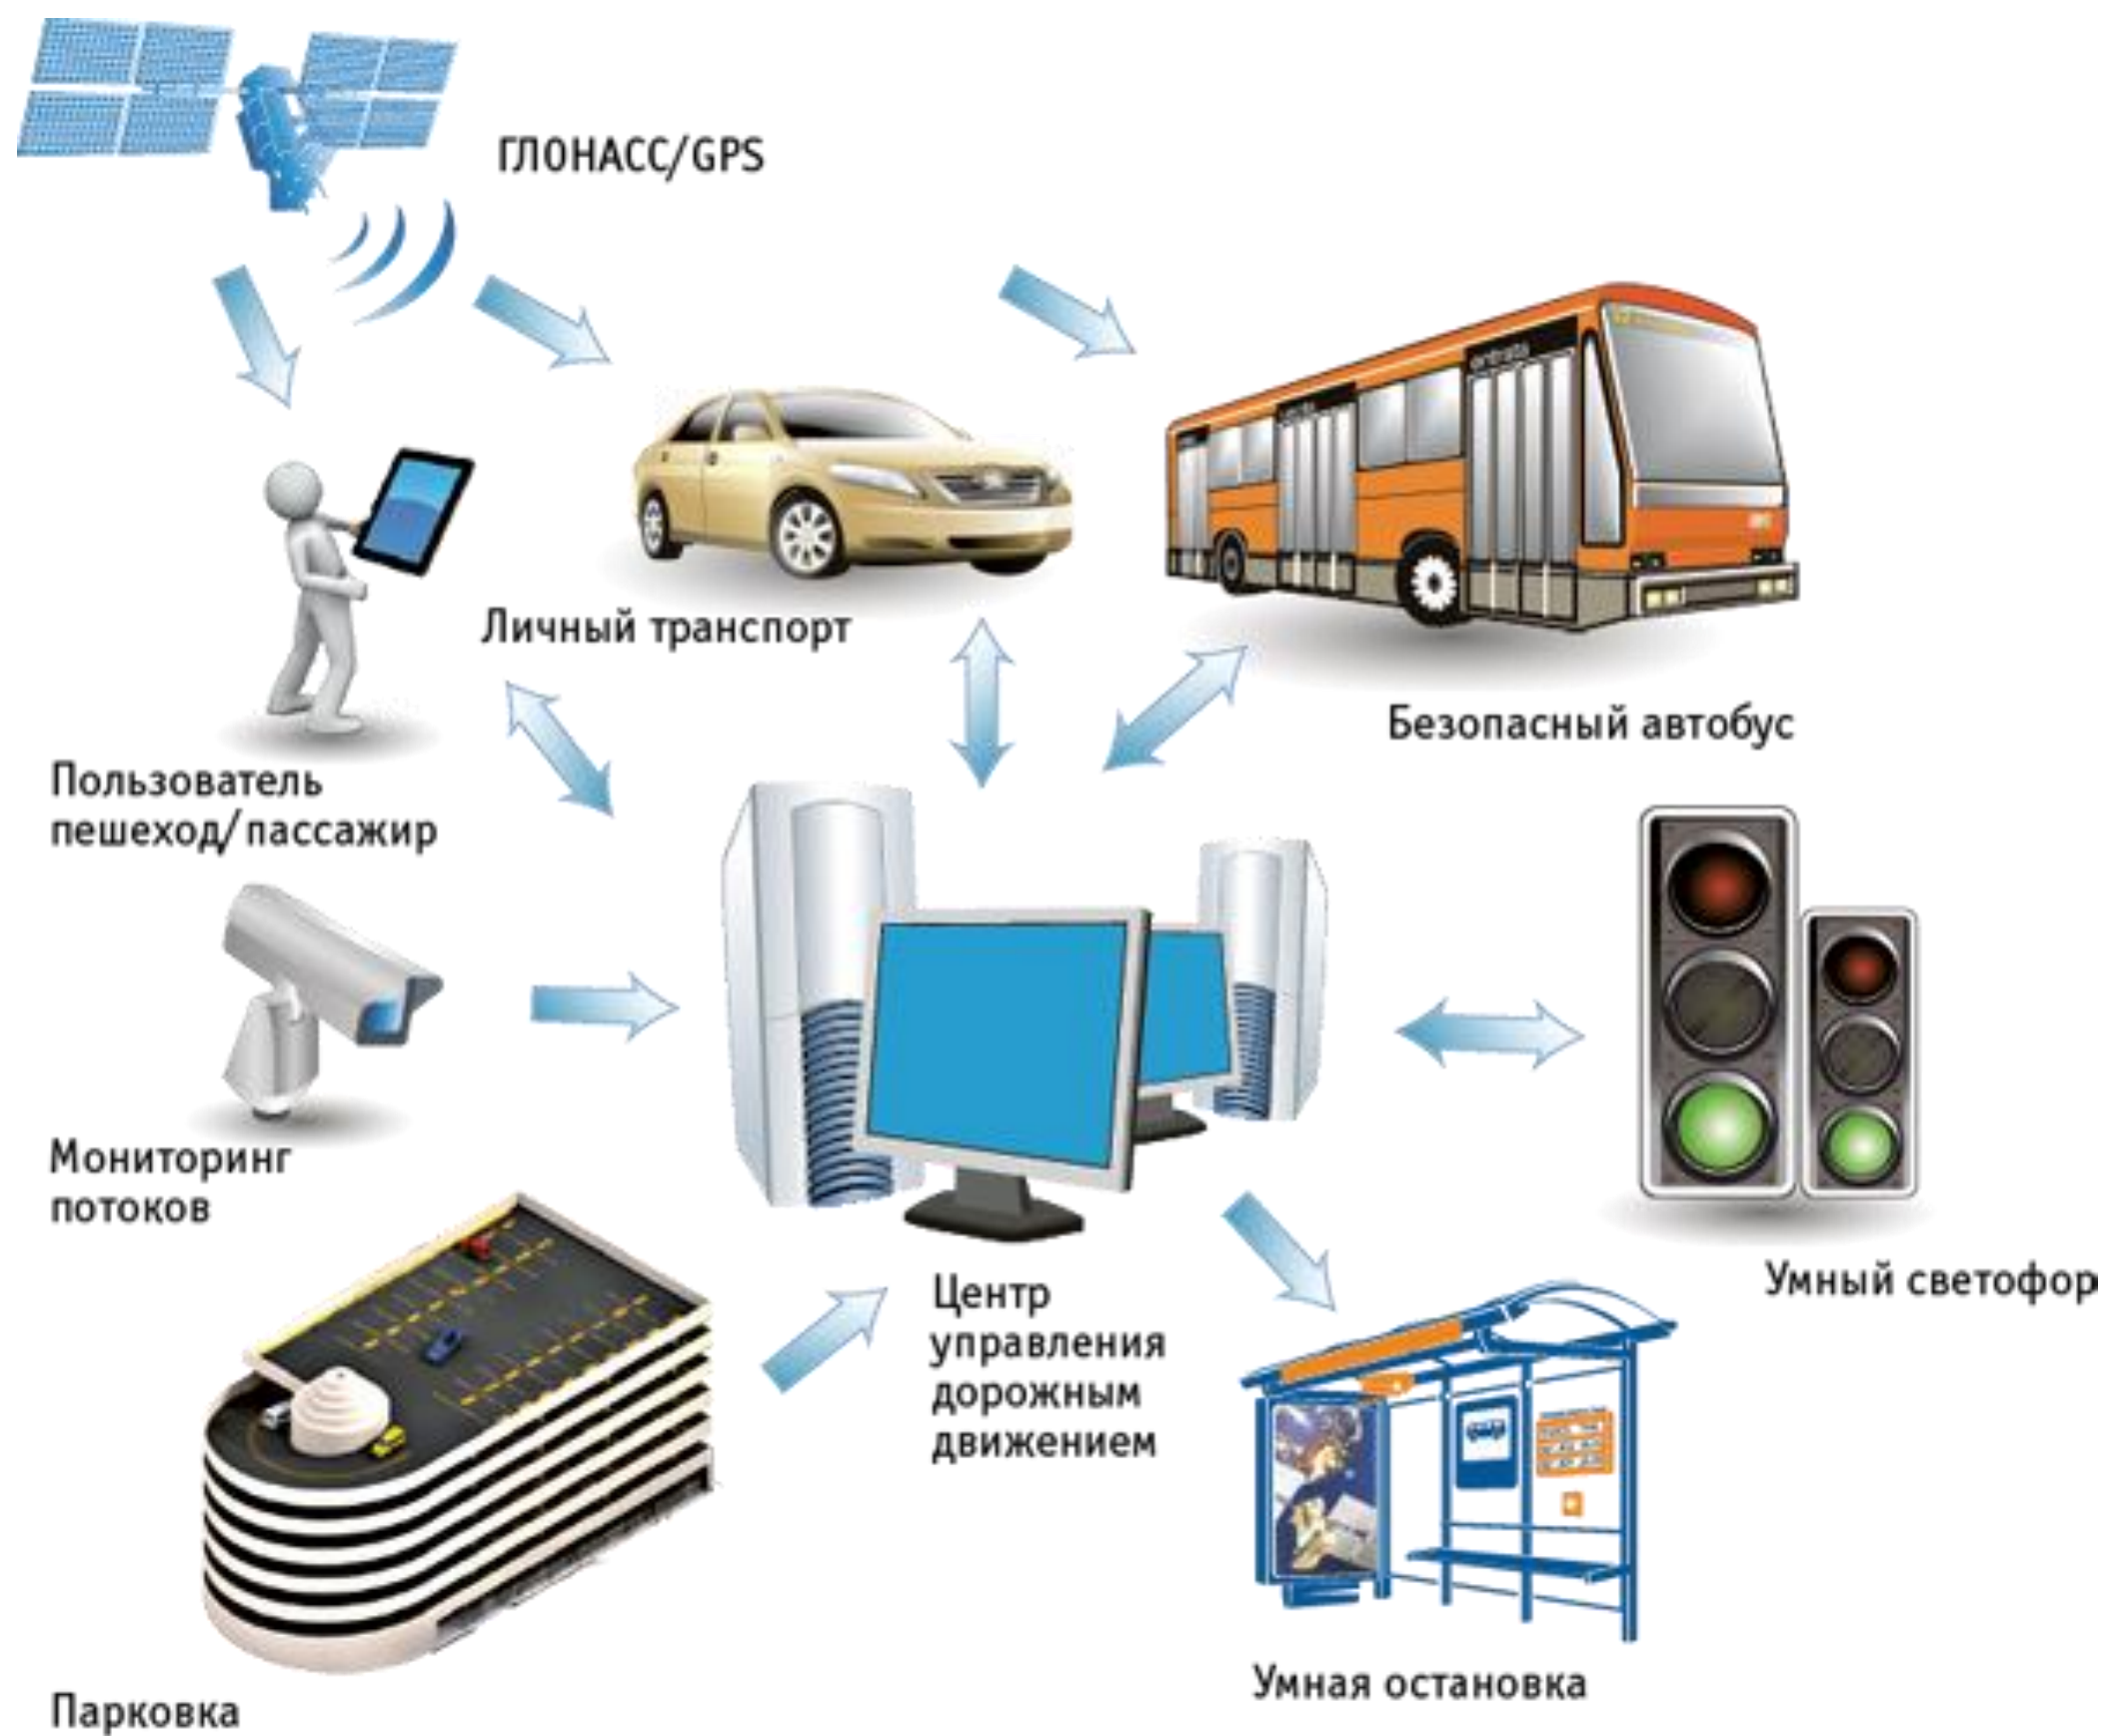 ГЛОНАСС/GPS
Личный транспорт
Безопасный автобус
Пользователь
пешеход/пассажир
Мониторинг
потоков
Умный светофор
Центр
управления
дорожным
движением
Умная остановка
Парковка